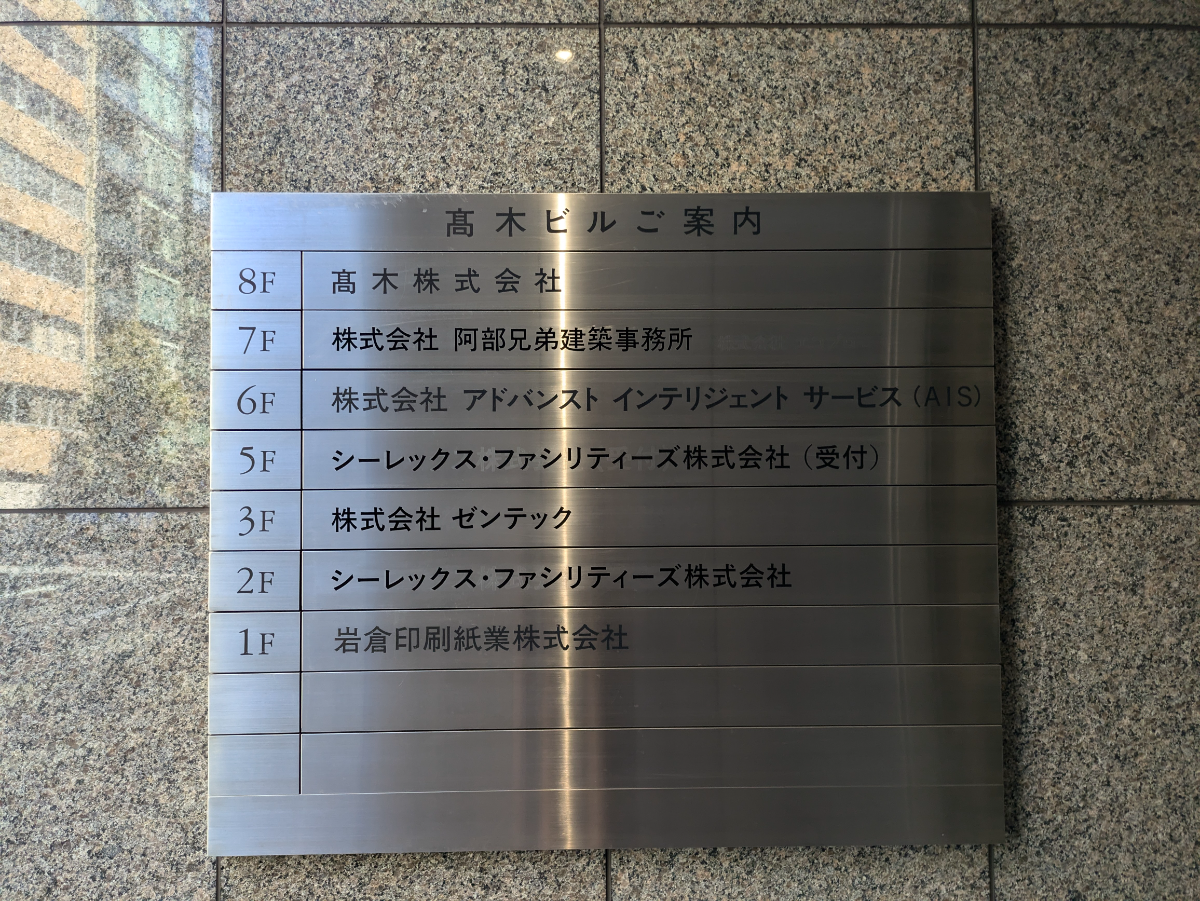 髙木ビルご案内
8F 髙木株式会社
7F 株式会社 阿部兄弟建築事務所
6F 株式会社 アドバンスト インテリジェント サービス(AIS)
5F シーレックス・ファシリティーズ株式会社(受付)
3F 株式会社 ゼンテック
2F シーレックス・ファシリティーズ株式会社
1F 岩倉印刷紙業株式会社